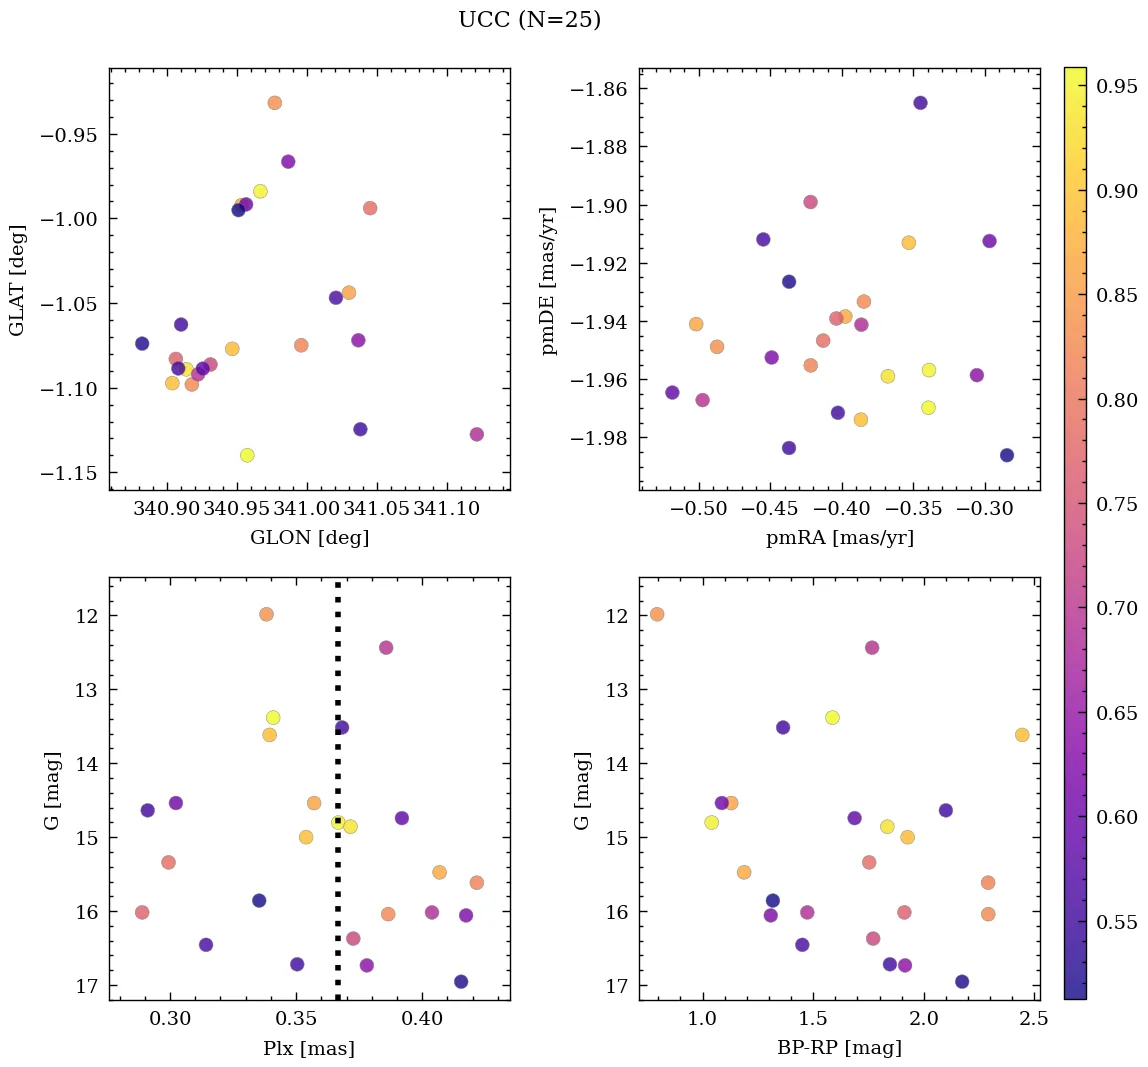 UCC (N=25)
−0.95
−1.00
−1.05
−1.10
−1.15
GLAT [deg]
340.90 340.95 341.00 341.05 341.10
GLON [deg]
−1.86
−1.88
−1.90
−1.92
−1.94
−1.96
−1.98
pmDE [mas/yr]
−0.50 −0.45 −0.40 −0.35 −0.30
pmRA [mas/yr]
12
13
14
15
16
17
G [mag]
0.30 0.35 0.40
Plx [mas]
12
13
14
15
16
17
G [mag]
1.0 1.5 2.0 2.5
BP-RP [mag]
0.95
0.90
0.85
0.80
0.75
0.70
0.65
0.60
0.55